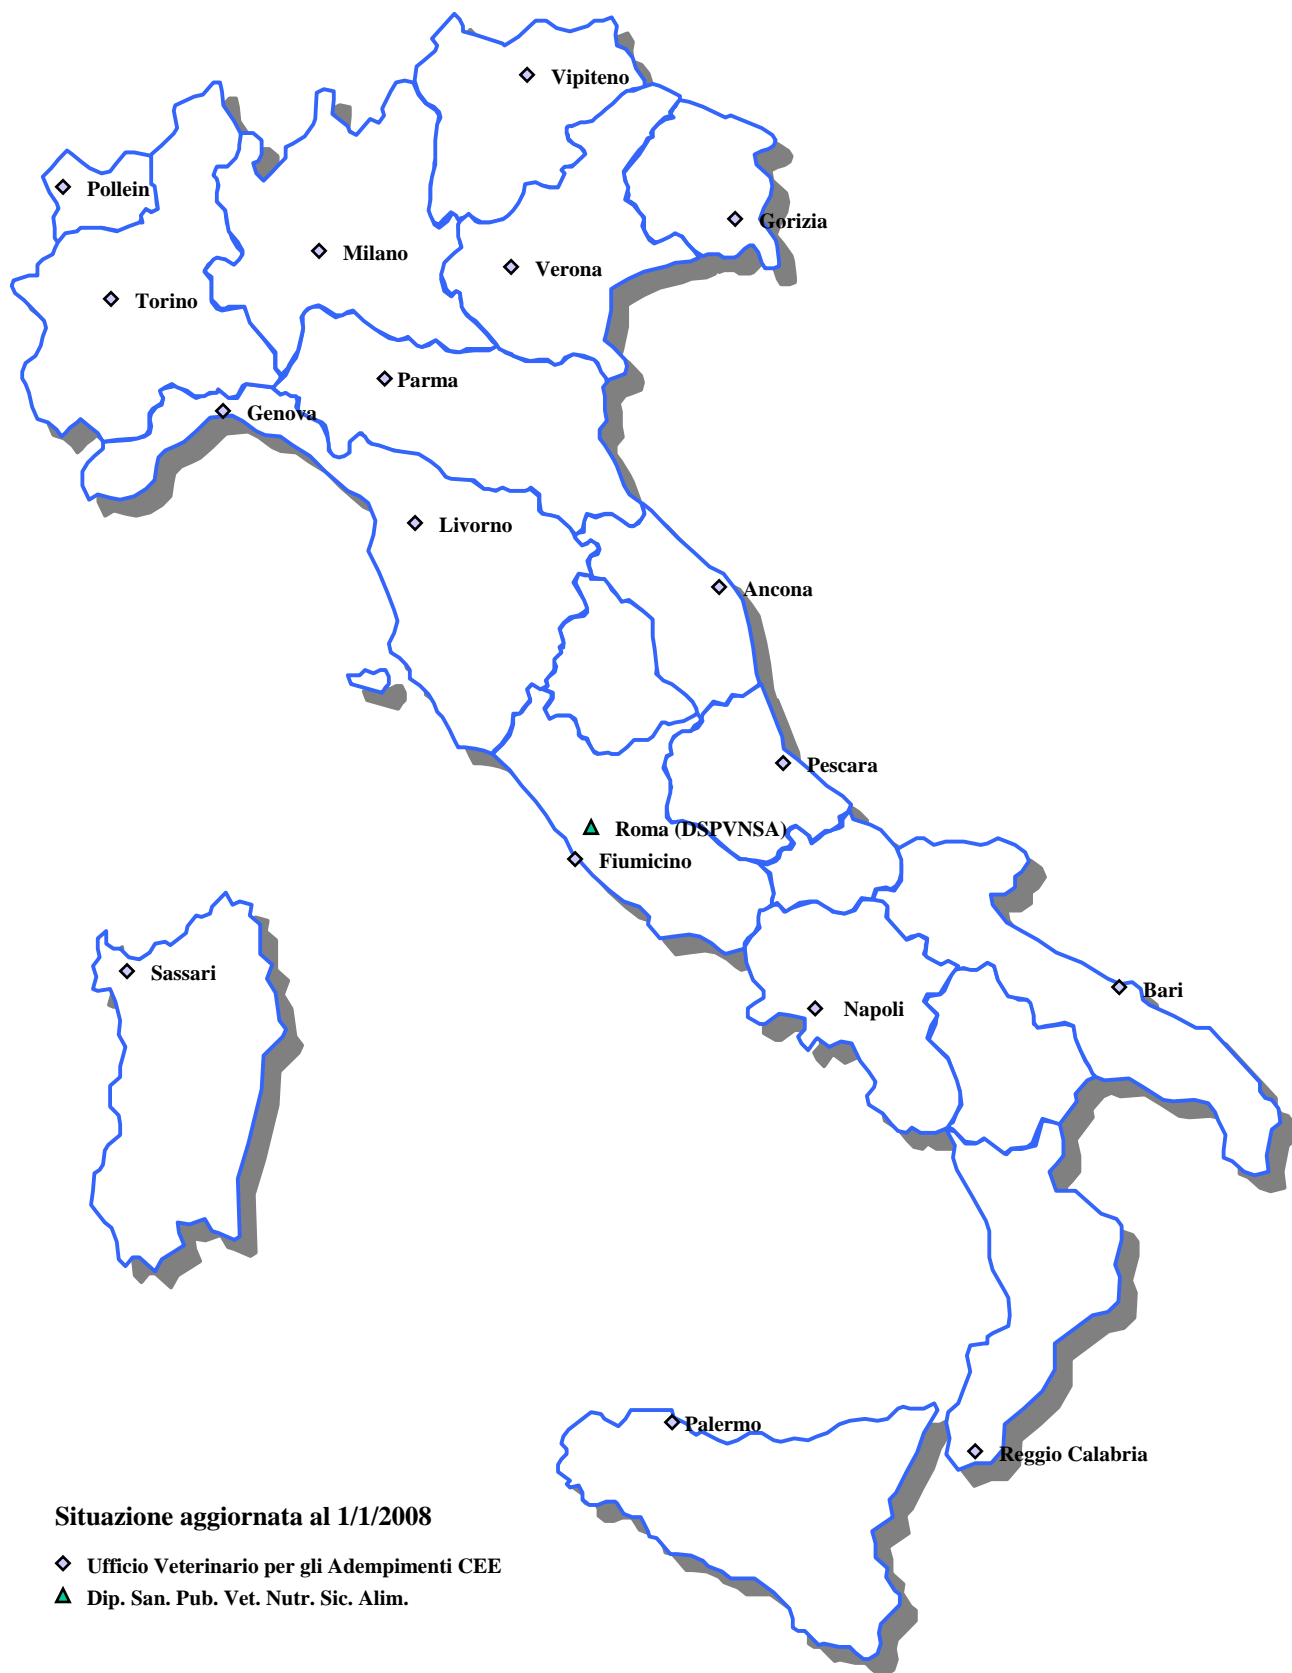 Vipiteno
Pollein
Gorizia
Milano
Verona
Torino
Parma
Genova
Livorno
Ancona
Pescara
Roma (DSPVNSA)
Fiumicino
Sassari
Bari
Napoli
Palermo
Reggio Calabria
Situazione aggiornata al 1/1/2008
Ufficio Veterinario per gli Adempimenti CEE
Dip. San. Pub. Vet. Nutr. Sic. Alim.